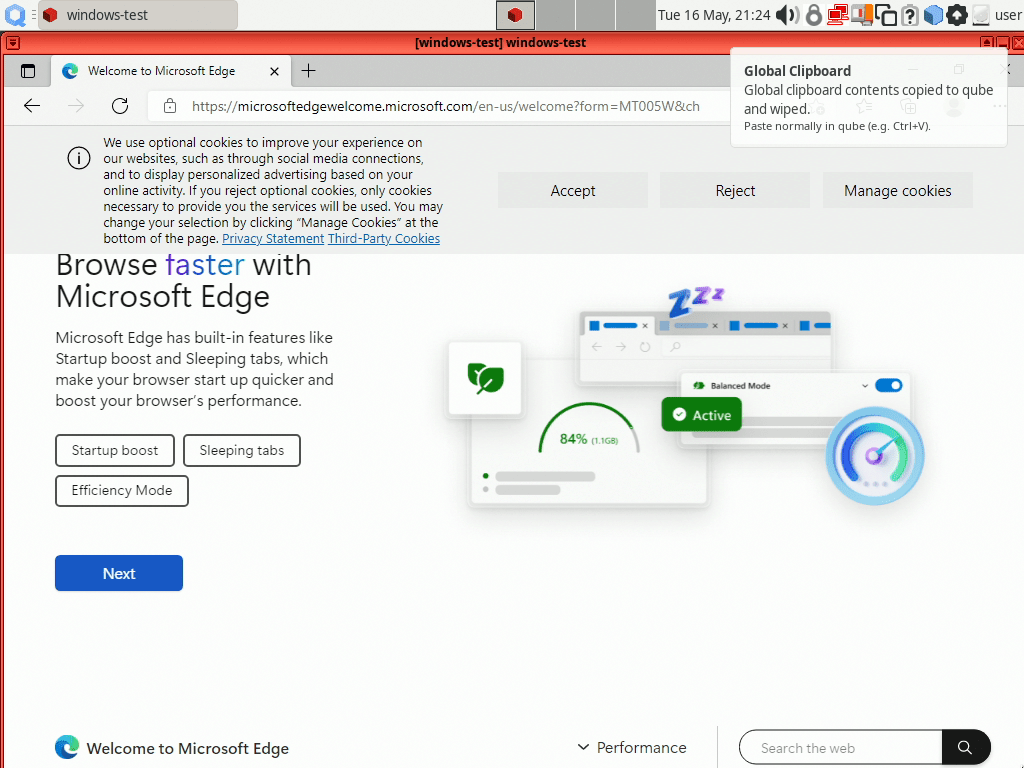 windows-test
Tue 16 May, 21:24
user
[windows-test] windows-test
Welcome to Microsoft Edge
https://microsoftedgewelcome.microsoft.com/en-us/welcome?form=MT005W&ch
Global Clipboard
Global clipboard contents copied to qube
and wiped.
Paste normally in qube (e.g. Ctrl+V).
We use optional cookies to improve your experience on
our websites, such as through social media connections,
and to display personalized advertising based on your
online activity. If you reject optional cookies, only cookies
necessary to provide you the services will be used. You may
change your selection by clicking “Manage Cookies” at the
bottom of the page. Privacy Statement Third-Party Cookies
Accept
Reject
Manage cookies
Browse faster with
Microsoft Edge
Microsoft Edge has built-in features like
Startup boost and Sleeping tabs, which
make your browser start up quicker and
boost your browser’s performance.
Startup boost
Sleeping tabs
Efficiency Mode
Next
ZZZ
Balanced Mode
Active
84% (1.1GB)
Welcome to Microsoft Edge
Performance
Search the web